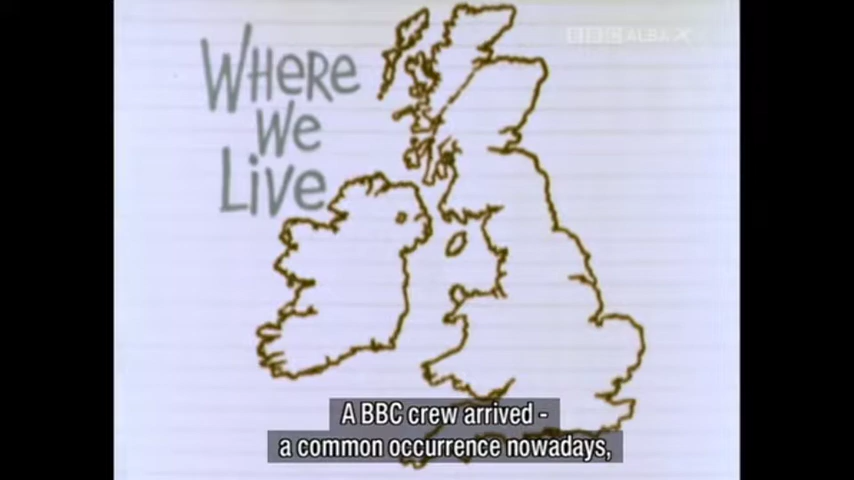 Where
We
Live
BBC ALBA
A BBC crew arrived -
a common occurrence nowadays,